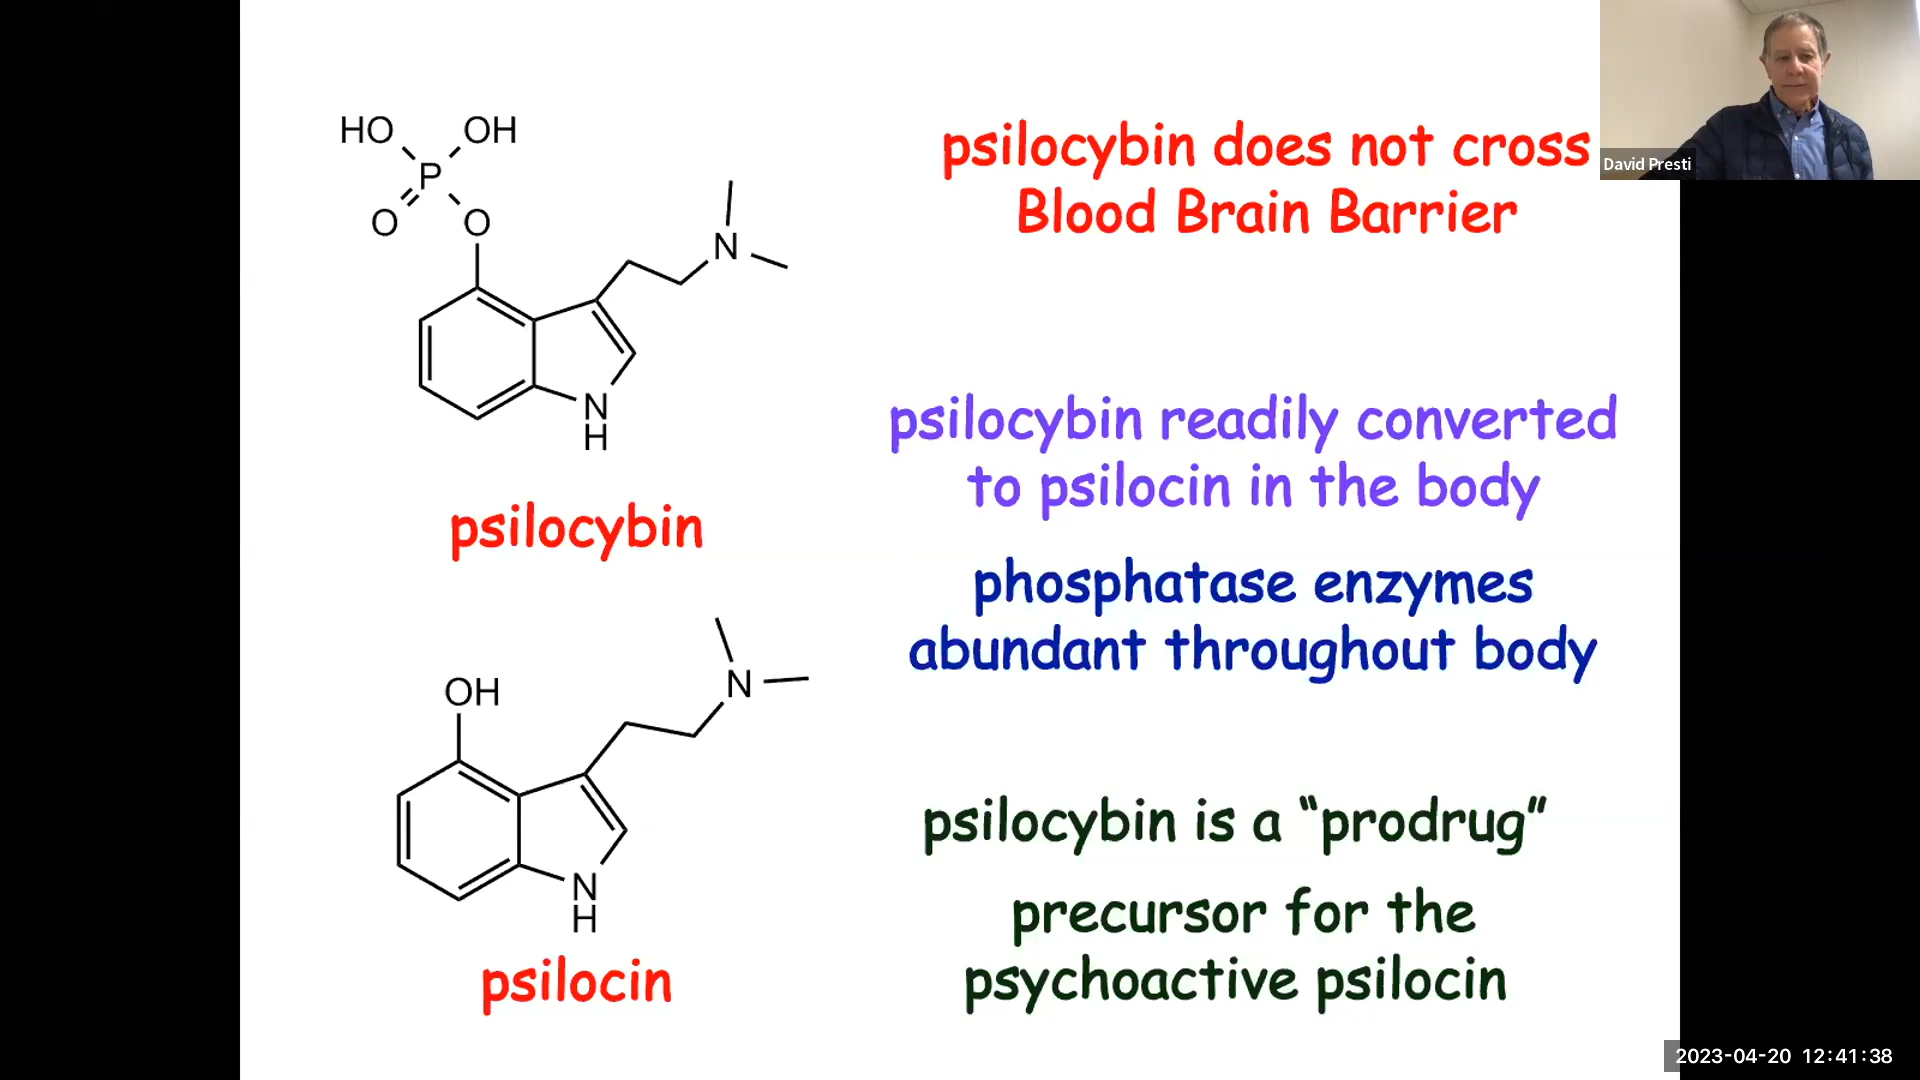 HO
OH
P
O
O
N
N
H
psilocybin
OH
N
N
H
psilocin
psilocybin does not cross
Blood Brain Barrier
psilocybin readily converted
to psilocin in the body
phosphatase enzymes
abundant throughout body
psilocybin is a “prodrug”
precursor for the
psychoactive psilocin
David Presti
2023-04-20 12:41:38